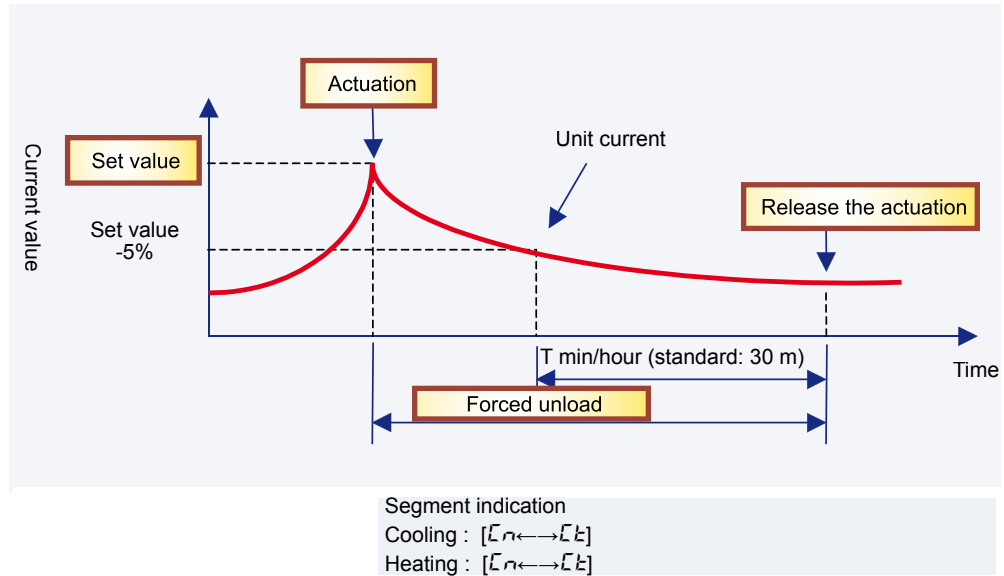 Actuation
Unit current
Current value
Set value
Release the actuation
Set value
-5%
T min/hour (standard: 30 m)
Time
Forced unload
Segment indication
Cooling : [Cn←→Ct]
Heating : [Cn←→Ct]